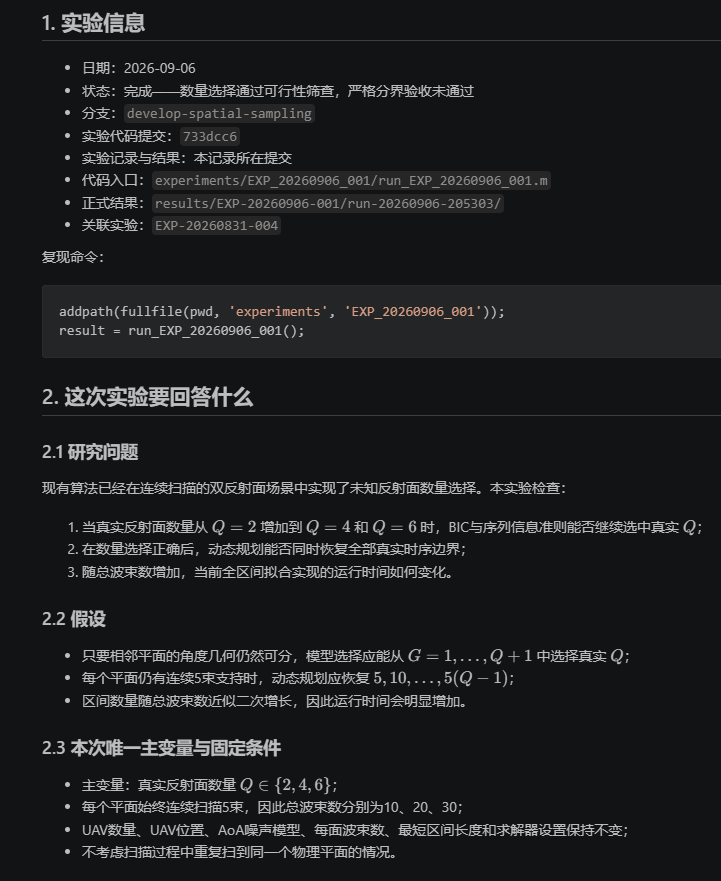 1. 实验信息
• 日期：2026-09-06
• 状态：完成——数量选择通过可行性筛查，严格分界验收未通过
• 分支：develop-spatial-sampling
• 实验代码提交：733dcc6
• 实验记录与结果：本记录所在提交
• 代码入口：experiments/EXP_20260906_001/run_EXP_20260906_001.m
• 正式结果：results/EXP-20260906-001/run-20260906-205303/
• 关联实验：EXP-20260831-004
复现命令：
addpath(fullfile(pwd, 'experiments', 'EXP_20260906_001'));
result = run_EXP_20260906_001();
2. 这次实验要回答什么
2.1 研究问题
现有算法已经在连续扫描的双反射面场景中实现了未知反射面数量选择。本实验检查：
1. 当真实反射面数量从 Q = 2 增加到 Q = 4 和 Q = 6 时，BIC与序列信息准则能否继续选中真实 Q；
2. 在数量选择正确后，动态规划能否同时恢复全部真实时序边界；
3. 随总波束数增加，当前全区间拟合实现的运行时间如何变化。
2.2 假设
• 只要相邻平面的角度几何仍然可分，模型选择应能从 G = 1, . . . , Q + 1 中选择真实 Q；
• 每个平面仍有连续5束支持时，动态规划应恢复 5, 10, . . . , 5(Q − 1)；
• 区间数量随总波束数近似二次增长，因此运行时间会明显增加。
2.3 本次唯一主变量与固定条件
• 主变量：真实反射面数量 Q ∈ {2, 4, 6}；
• 每个平面始终连续扫描5束，因此总波束数分别为10、20、30；
• UAV数量、UAV位置、AoA噪声模型、每面波束数、最短区间长度和求解器设置保持不变；
• 不考虑扫描过程中重复扫到同一个物理平面的情况。